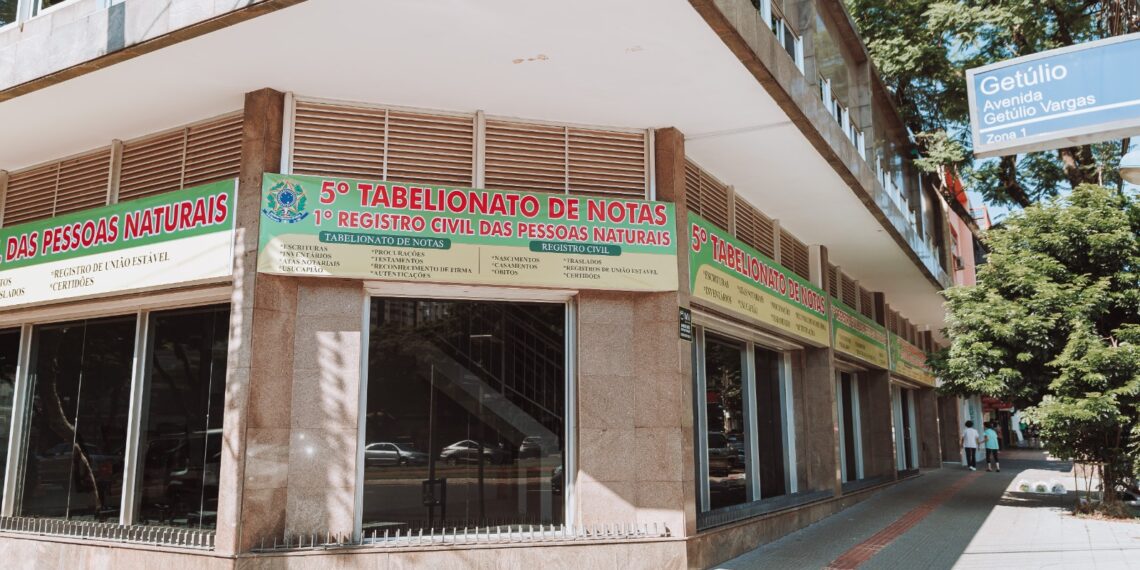 DAS PESSOAS NATURAIS
*REGISTRO DE UNIÃO ESTÁVEL
*CERTIDÕES
5º TABELIONATO DE NOTAS
1º REGISTRO CIVIL DAS PESSOAS NATURAIS
TABELIONATO DE NOTAS
*ESCRITURAS
*INVENTÁRIOS
*ATAS NOTARIAIS
*USUCAPIÃO
*PROCURAÇÕES
*TESTAMENTOS
*RECONHECIMENTO DE FIRMA
*AUTENTICAÇÕES
REGISTRO CIVIL
*NASCIMENTOS
*CASAMENTOS
*ÓBITOS
*TRASLADOS
*REGISTROS DE UNIÃO ESTÁVEL
*CERTIDÕES
5º TABELIONATO DE NOTAS
Getúlio
Avenida
Getúlio Vargas
Zona 1